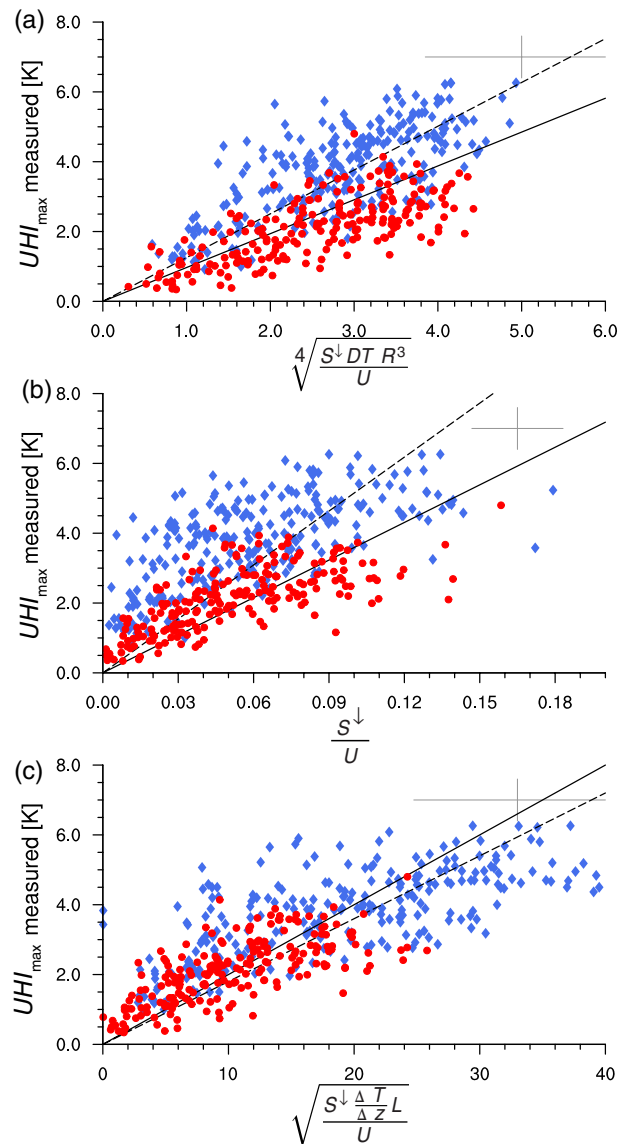 (a)
8.0
6.0
4.0
2.0
0.0
UHImax measured [K]
0.0 1.0 2.0 3.0 4.0 5.0 6.0
4√(S↓ DT R³ / U)
(b)
8.0
6.0
4.0
2.0
0.0
UHImax measured [K]
0.00 0.03 0.06 0.09 0.12 0.15 0.18
S↓
U
(c)
8.0
6.0
4.0
2.0
0.0
UHImax measured [K]
0 10 20 30 40
√(S↓ ΔT/Δz L / U)